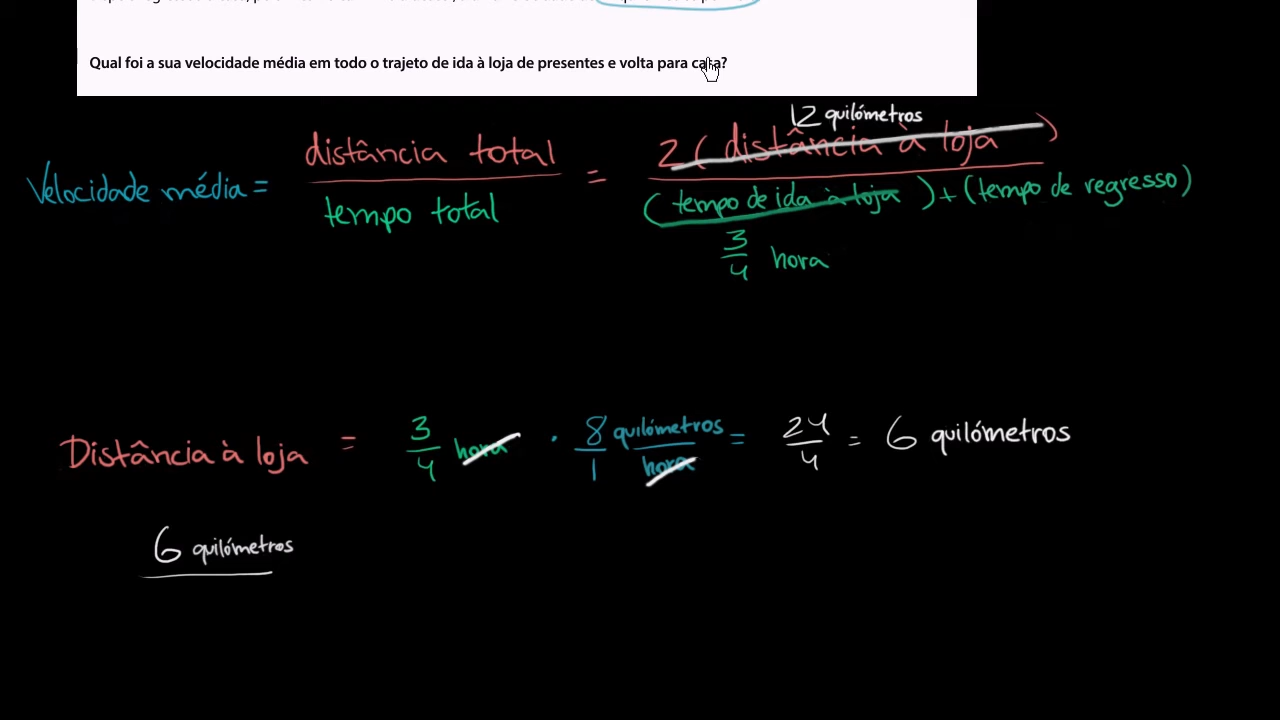 Qual foi a sua velocidade média em todo o trajeto de ida à loja de presentes e volta para casa?
12 quilómetros
Velocidade média = distância total / tempo total = 2 ( distância à loja ) / ( tempo de ida à loja ) + (tempo de regresso)
3/4 hora
Distância à loja = 3/4 hora · 8/1 quilómetros/hora = 24/4 = 6 quilómetros
6 quilómetros